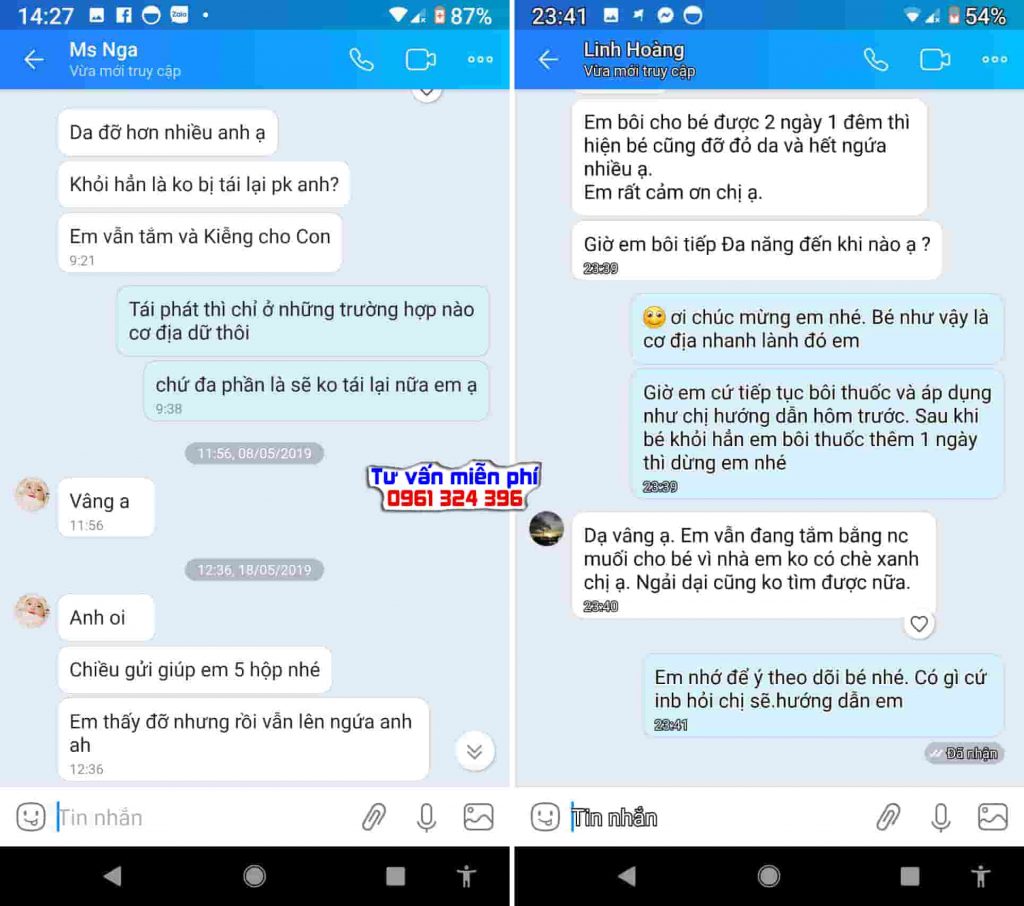 14:27
Zalo
87%
Ms Nga
Vừa mới truy cập
Da đỡ hơn nhiều anh ạ
Khỏi hẳn là ko bị tái lại pk anh?
Em vẫn tắm và Kiêng cho Con
9:21
Tái phát thì chỉ ở những trường hợp nào
cơ địa dữ thôi
chứ đa phần là sẽ ko tái lại nữa em ạ
9:38
11:56, 08/05/2019
Vâng a
11:56
12:36, 18/05/2019
Anh oi
Chiều gửi giúp em 5 hộp nhé
Em thấy đỡ nhưng rồi vẫn lên ngứa anh
ah
12:36
Tin nhắn
Tư vấn miễn phí
0961 324 396
23:41
54%
Linh Hoàng
Vừa mới truy cập
Em bôi cho bé được 2 ngày 1 đêm thì
hiện bé cũng đỡ đỏ da và hết ngứa
nhiều ạ.
Em rất cảm ơn chị ạ.
Giờ em bôi tiếp Đa năng đến khi nào ạ ?
23:39
ơi chúc mừng em nhé. Bé như vậy là
cơ địa nhanh lành đó em
Giờ em cứ tiếp tục bôi thuốc và áp dụng
như chị hướng dẫn hôm trước. Sau khi
bé khỏi hẳn em bôi thuốc thêm 1 ngày
thì dừng em nhé
23:39
Dạ vâng ạ. Em vẫn đang tắm bằng nc
muối cho bé vì nhà em ko có chè xanh
chị ạ. Ngải dại cũng ko tìm được nữa.
23:40
Em nhớ để ý theo dõi bé nhé. Có gì cứ
inb hỏi chị sẽ.hướng dẫn em
23:41
Đã nhận
Tin nhắn